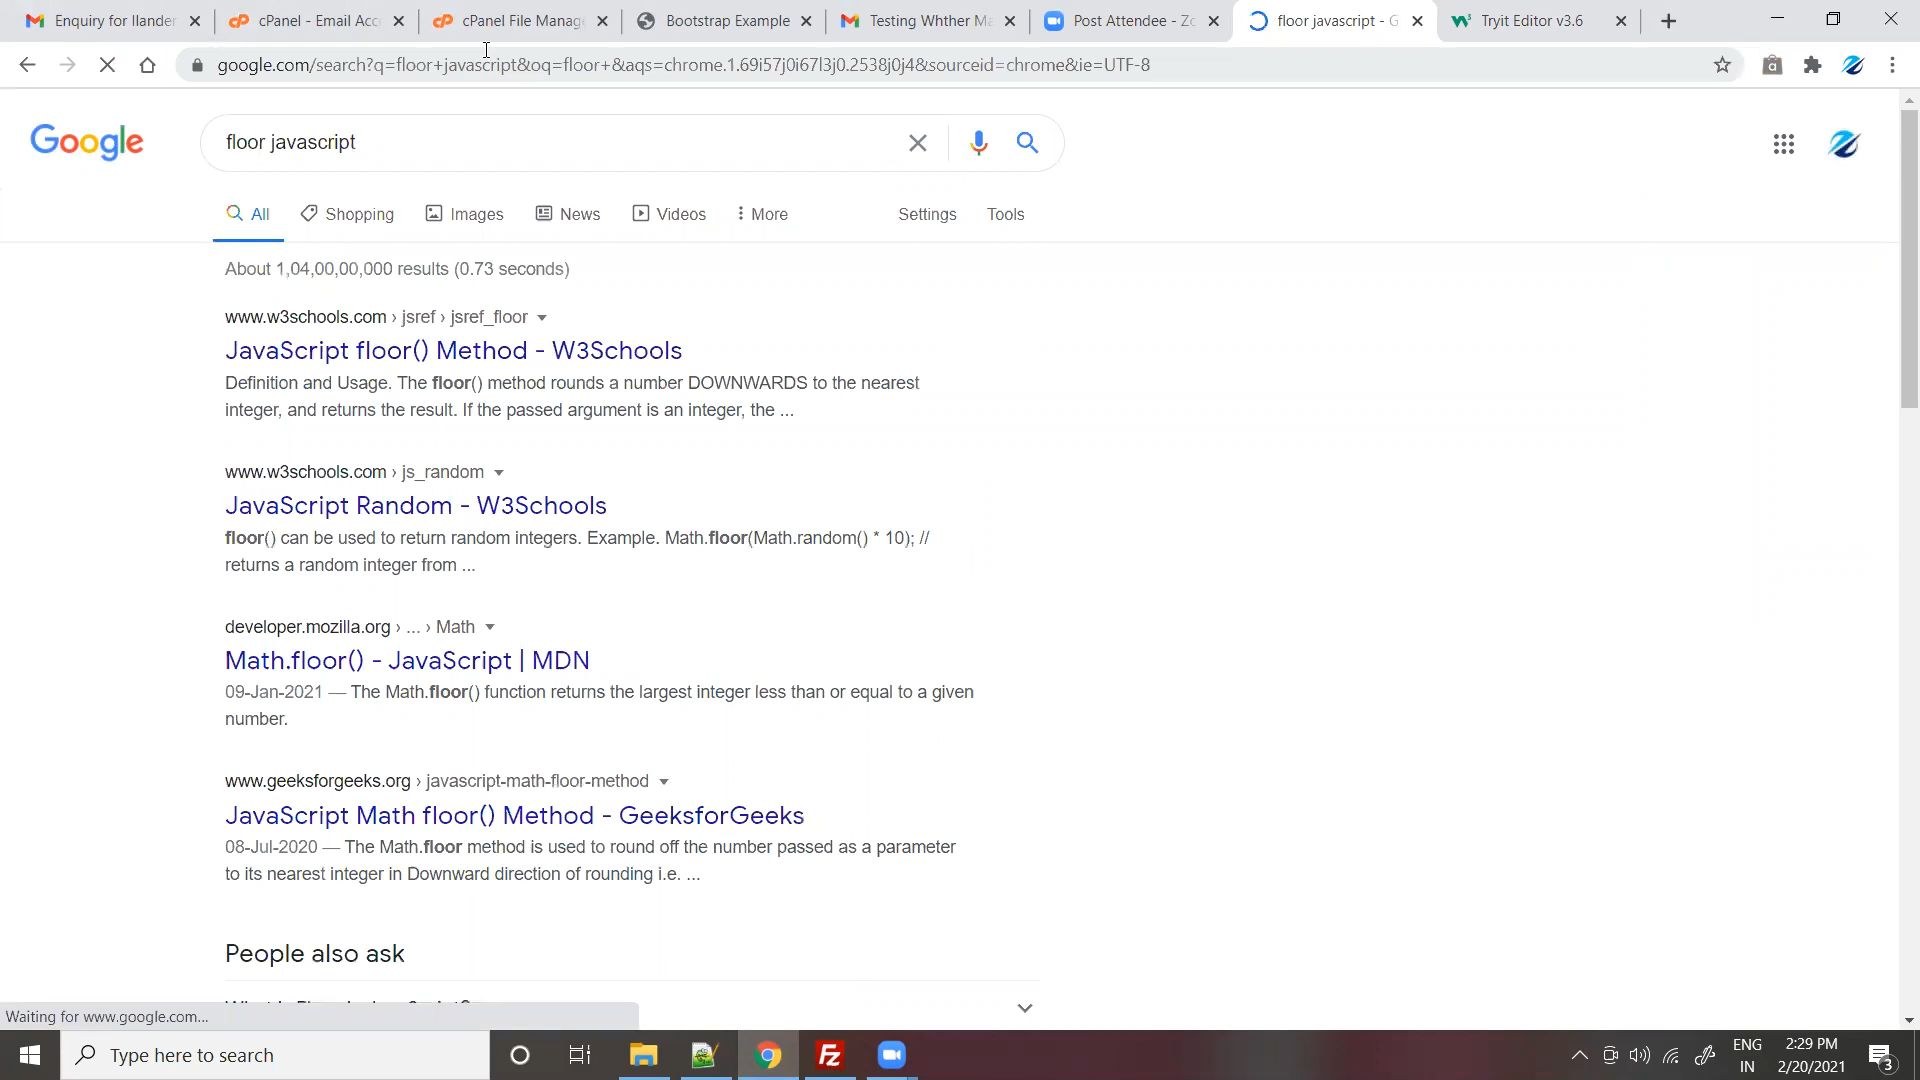 Enquiry for Ilander
cPanel - Email Acc
cPanel File Manage
Bootstrap Example
Testing Whther Ma
Post Attendee - Zo
floor javascript - G
Tryit Editor v3.6
google.com/search?q=floor+javascript&oq=floor+&aqs=chrome.1.69i57j0i67l3j0.2538j0j4&sourceid=chrome&ie=UTF-8
Google
floor javascript
All
Shopping
Images
News
Videos
More
Settings
Tools
About 1,04,00,00,000 results (0.73 seconds)
www.w3schools.com › jsref › jsref_floor
JavaScript floor() Method - W3Schools
Definition and Usage. The floor() method rounds a number DOWNWARDS to the nearest
integer, and returns the result. If the passed argument is an integer, the ...
www.w3schools.com › js_random
JavaScript Random - W3Schools
floor() can be used to return random integers. Example. Math.floor(Math.random() * 10); //
returns a random integer from ...
developer.mozilla.org › ... › Math
Math.floor() - JavaScript | MDN
09-Jan-2021 — The Math.floor() function returns the largest integer less than or equal to a given
number.
www.geeksforgeeks.org › javascript-math-floor-method
JavaScript Math floor() Method - GeeksforGeeks
08-Jul-2020 — The Math.floor method is used to round off the number passed as a parameter
to its nearest integer in Downward direction of rounding i.e. ...
People also ask
Waiting for www.google.com...
Type here to search
ENG
IN
2:29 PM
2/20/2021
3